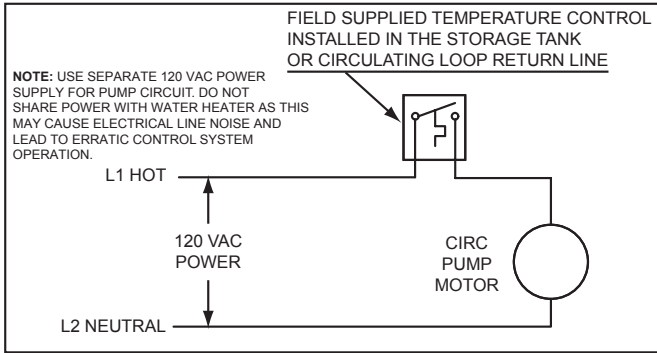 FIELD SUPPLIED TEMPERATURE CONTROL
INSTALLED IN THE STORAGE TANK
OR CIRCULATING LOOP RETURN LINE
NOTE: USE SEPARATE 120 VAC POWER
SUPPLY FOR PUMP CIRCUIT. DO NOT
SHARE POWER WITH WATER HEATER AS THIS
MAY CAUSE ELECTRICAL LINE NOISE AND
LEAD TO ERRATIC CONTROL SYSTEM
OPERATION.
L1 HOT
120 VAC
POWER
CIRC
PUMP
MOTOR
L2 NEUTRAL